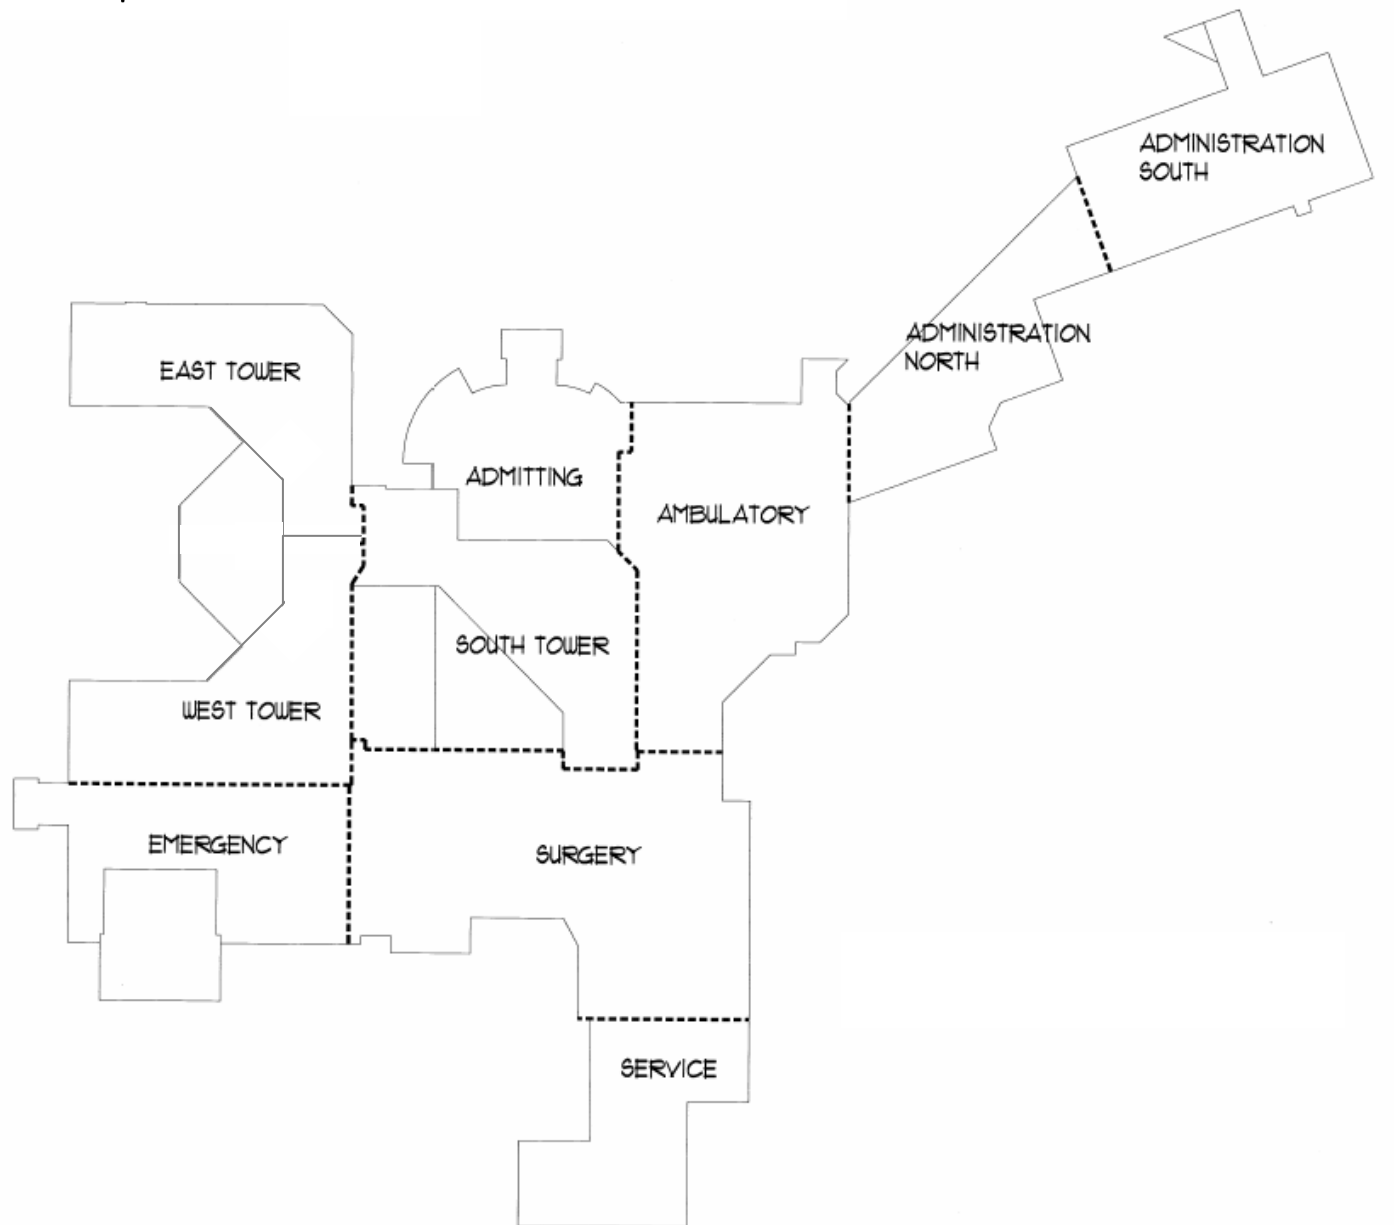 ADMINISTRATION
SOUTH
ADMINISTRATION
NORTH
EAST TOWER
ADMITTING
AMBULATORY
SOUTH TOWER
WEST TOWER
EMERGENCY
SURGERY
SERVICE